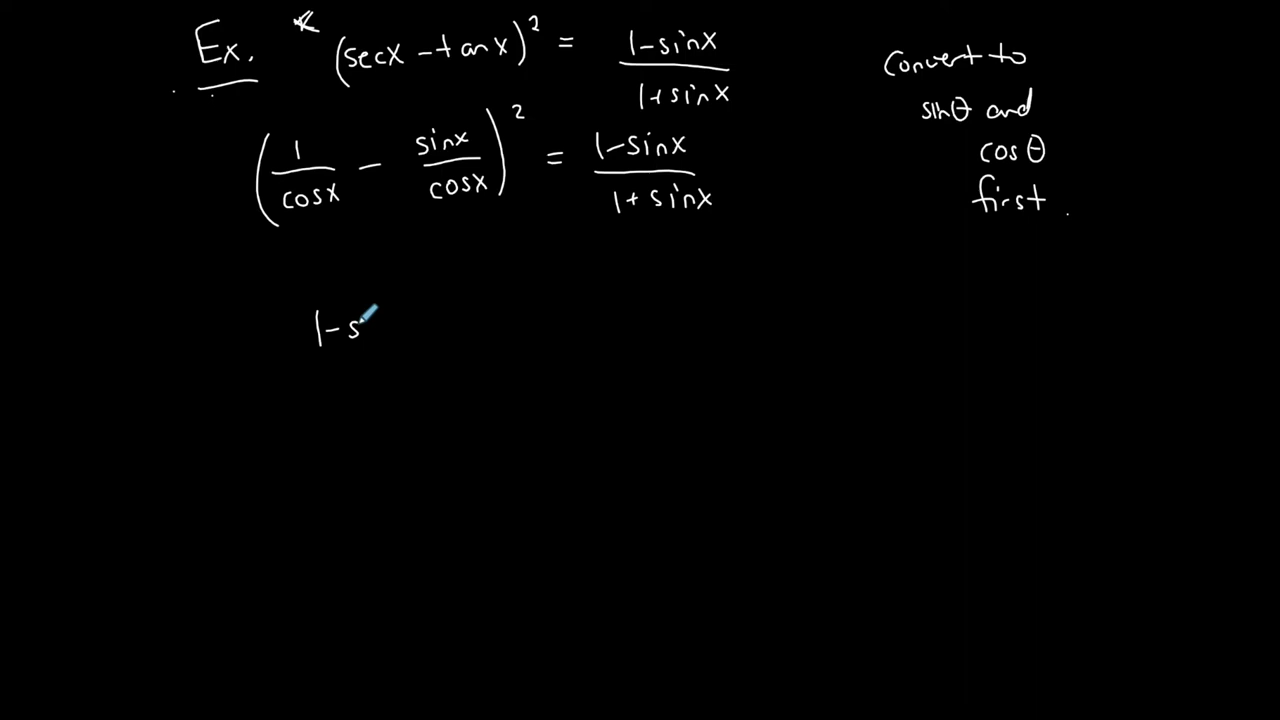 Ex. * (secx - tanx)² = (1-sinx)/(1+sinx)
(1/cosx - sinx/cosx)² = (1-sinx)/(1+sinx)
1-s
convert to
sinθ and
cosθ
first.